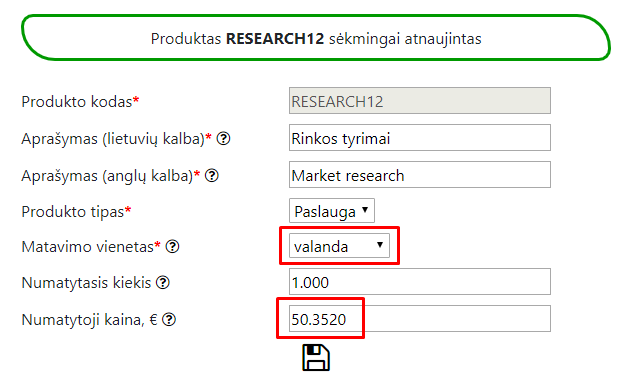 Produktas RESEARCH12 sėkmingai atnaujintas
Produkto kodas* RESEARCH12
Aprašymas (lietuvių kalba)* Rinkos tyrimai
Aprašymas (anglų kalba)* Market research
Produkto tipas* Paslauga
Matavimo vienetas* valanda
Numatytasis kiekis 1.000
Numatytoji kaina, € 50.3520